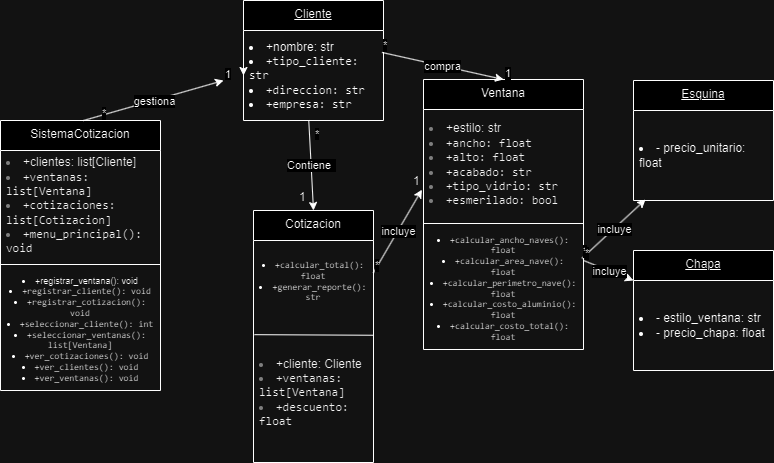 Cliente
+nombre: str
+tipo_cliente:
str
+direccion: str
+empresa: str
*
compra
1
1
gestiona
*
SistemaCotizacion
+clientes: list[Cliente]
+ventanas:
list[Ventana]
+cotizaciones:
list[Cotizacion]
+menu_principal():
void
+registrar_ventana(): void
+registrar_cliente(): void
+registrar_cotizacion():
void
+seleccionar_cliente(): int
+seleccionar_ventanas():
list[Ventana]
+ver_cotizaciones(): void
+ver_clientes(): void
+ver_ventanas(): void
*
Contiene
1
Cotizacion
+calcular_total():
float
+generar_reporte():
str
+cliente: Cliente
+ventanas:
list[Ventana]
+descuento:
float
1
incluye
*
Ventana
+estilo: str
+ancho: float
+alto: float
+acabado: str
+tipo_vidrio: str
+esmerilado: bool
+calcular_ancho_naves():
float
+calcular_area_nave():
float
+calcular_perimetro_nave():
float
+calcular_costo_aluminio():
float
+calcular_costo_total():
float
Esquina
- precio_unitario:
float
incluye
*
incluye
Chapa
- estilo_ventana: str
- precio_chapa: float